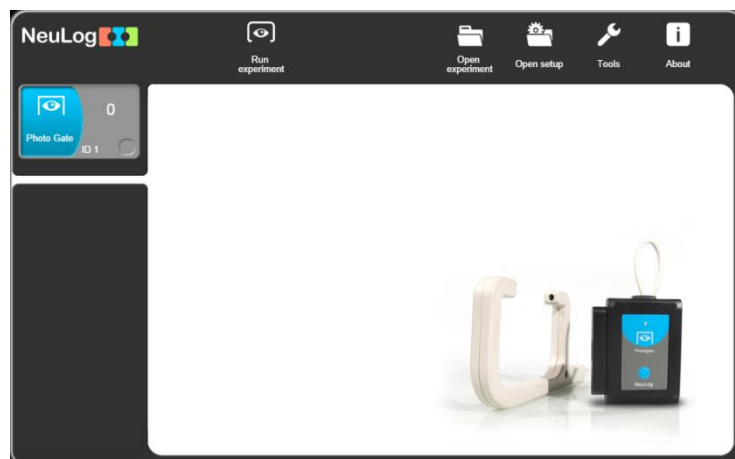 NeuLog
Run
experiment
Open
experiment
Open setup
Tools
About
Photo Gate
0
ID 1
Photogate
NeuLog